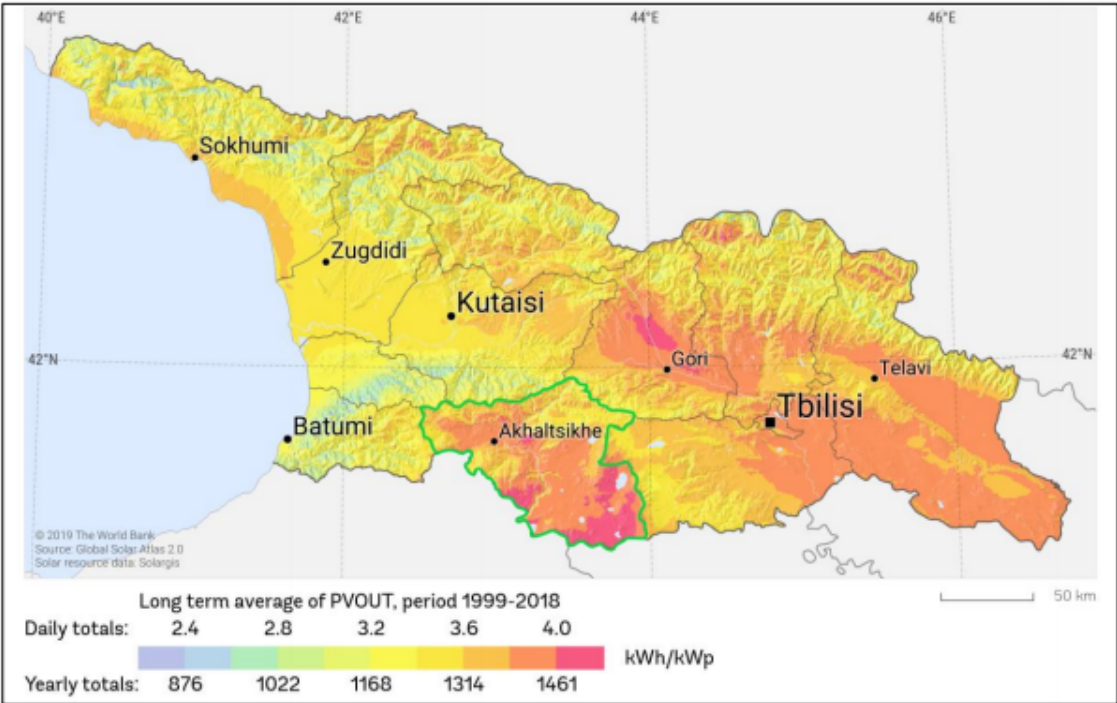 40°E 42°E 44°E 46°E
Sokhumi
Zugdidi
Kutaisi
42°N 42°N
Gori
Telavi
Tbilisi
Batumi
Akhaltsikhe
© 2019 The World Bank
Source: Global Solar Atlas 2.0
Solar resource data: Solargis
50 km
Long term average of PVOUT, period 1999-2018
Daily totals: 2.4 2.8 3.2 3.6 4.0
kWh/kWp
Yearly totals: 876 1022 1168 1314 1461